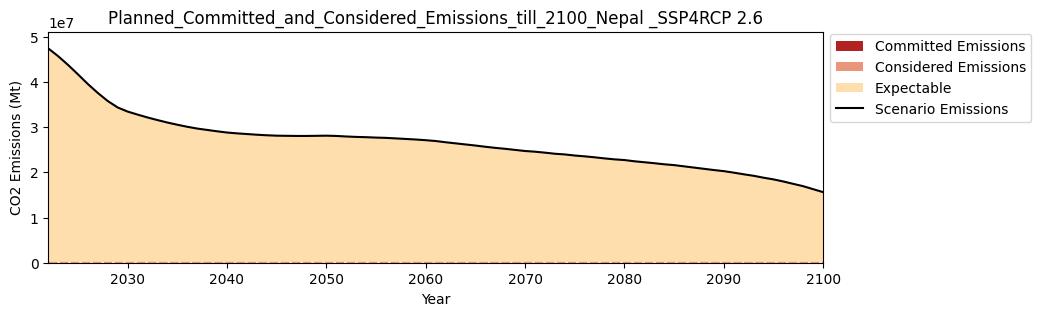 Planned_Committed_and_Considered_Emissions_till_2100_Nepal _SSP4RCP 2.6
1e7
5
4
3
2
1
0
CO2 Emissions (Mt)
2030 2040 2050 2060 2070 2080 2090 2100
Year
Committed Emissions
Considered Emissions
Expectable
Scenario Emissions